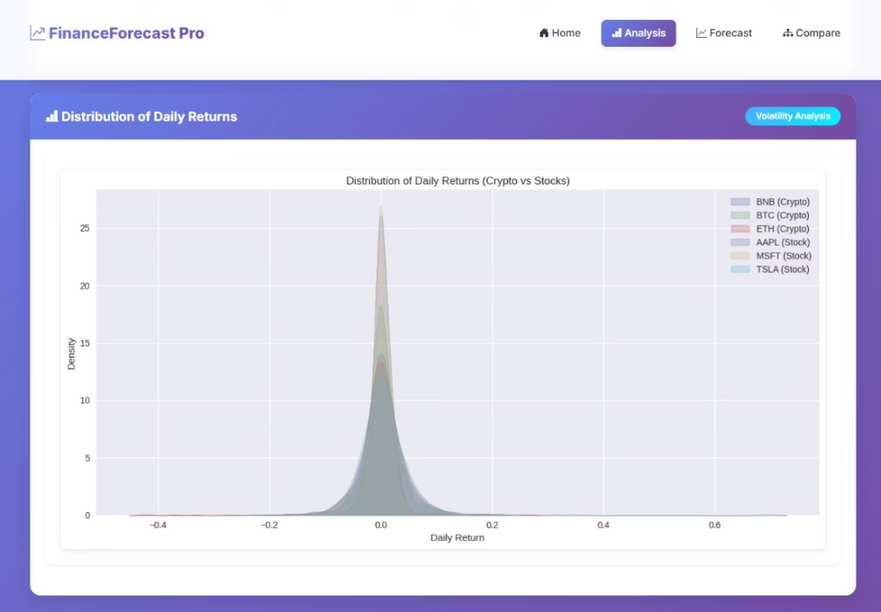 FinanceForecast Pro
Home
Analysis
Forecast
Compare
Distribution of Daily Returns
Volatility Analysis
Distribution of Daily Returns (Crypto vs Stocks)
BNB (Crypto)
BTC (Crypto)
ETH (Crypto)
AAPL (Stock)
MSFT (Stock)
TSLA (Stock)
Density
25
20
15
10
5
0
−0.4
−0.2
0.0
0.2
0.4
0.6
Daily Return